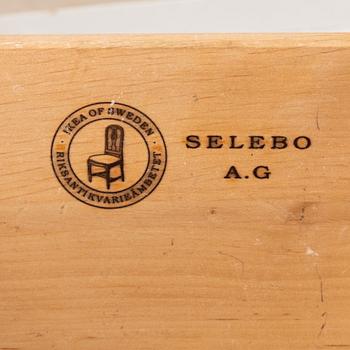 · IKEA OF SWEDEN ·
RIKSANTIKVARIEÄMBETET
SELEBO
A.G